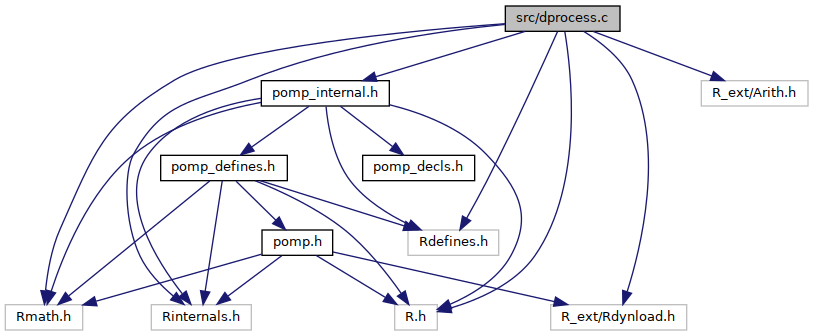 src/dprocess.c
pomp_internal.h
R_ext/Arith.h
pomp_defines.h
pomp_decls.h
pomp.h
Rdefines.h
Rmath.h
Rinternals.h
R.h
R_ext/Rdynload.h